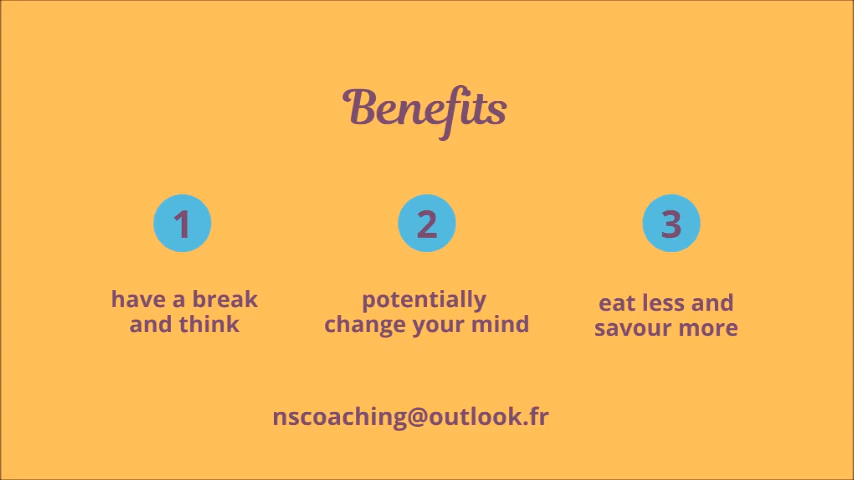 Benefits
1
2
3
have a break
and think
potentially
change your mind
eat less and
savour more
nscoaching@outlook.fr